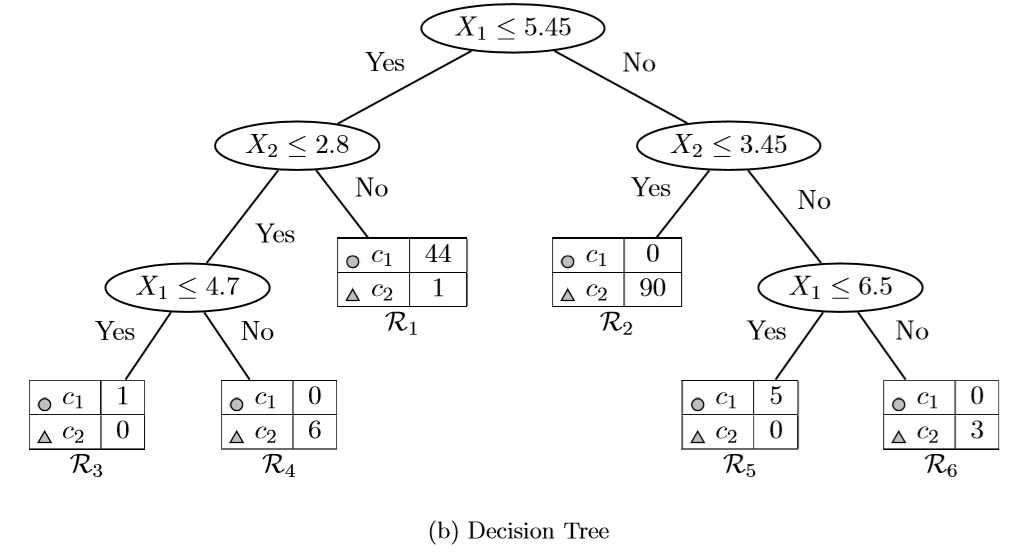 X1 ≤ 5.45
Yes No
X2 ≤ 2.8 X2 ≤ 3.45
No Yes No
Yes
c1 44 c1 0
X1 ≤ 4.7 c2 1 c2 90 X1 ≤ 6.5
R1 R2
Yes No Yes No
c1 1 c1 0 c1 5 c1 0
c2 0 c2 6 c2 0 c2 3
R3 R4 R5 R6
(b) Decision Tree